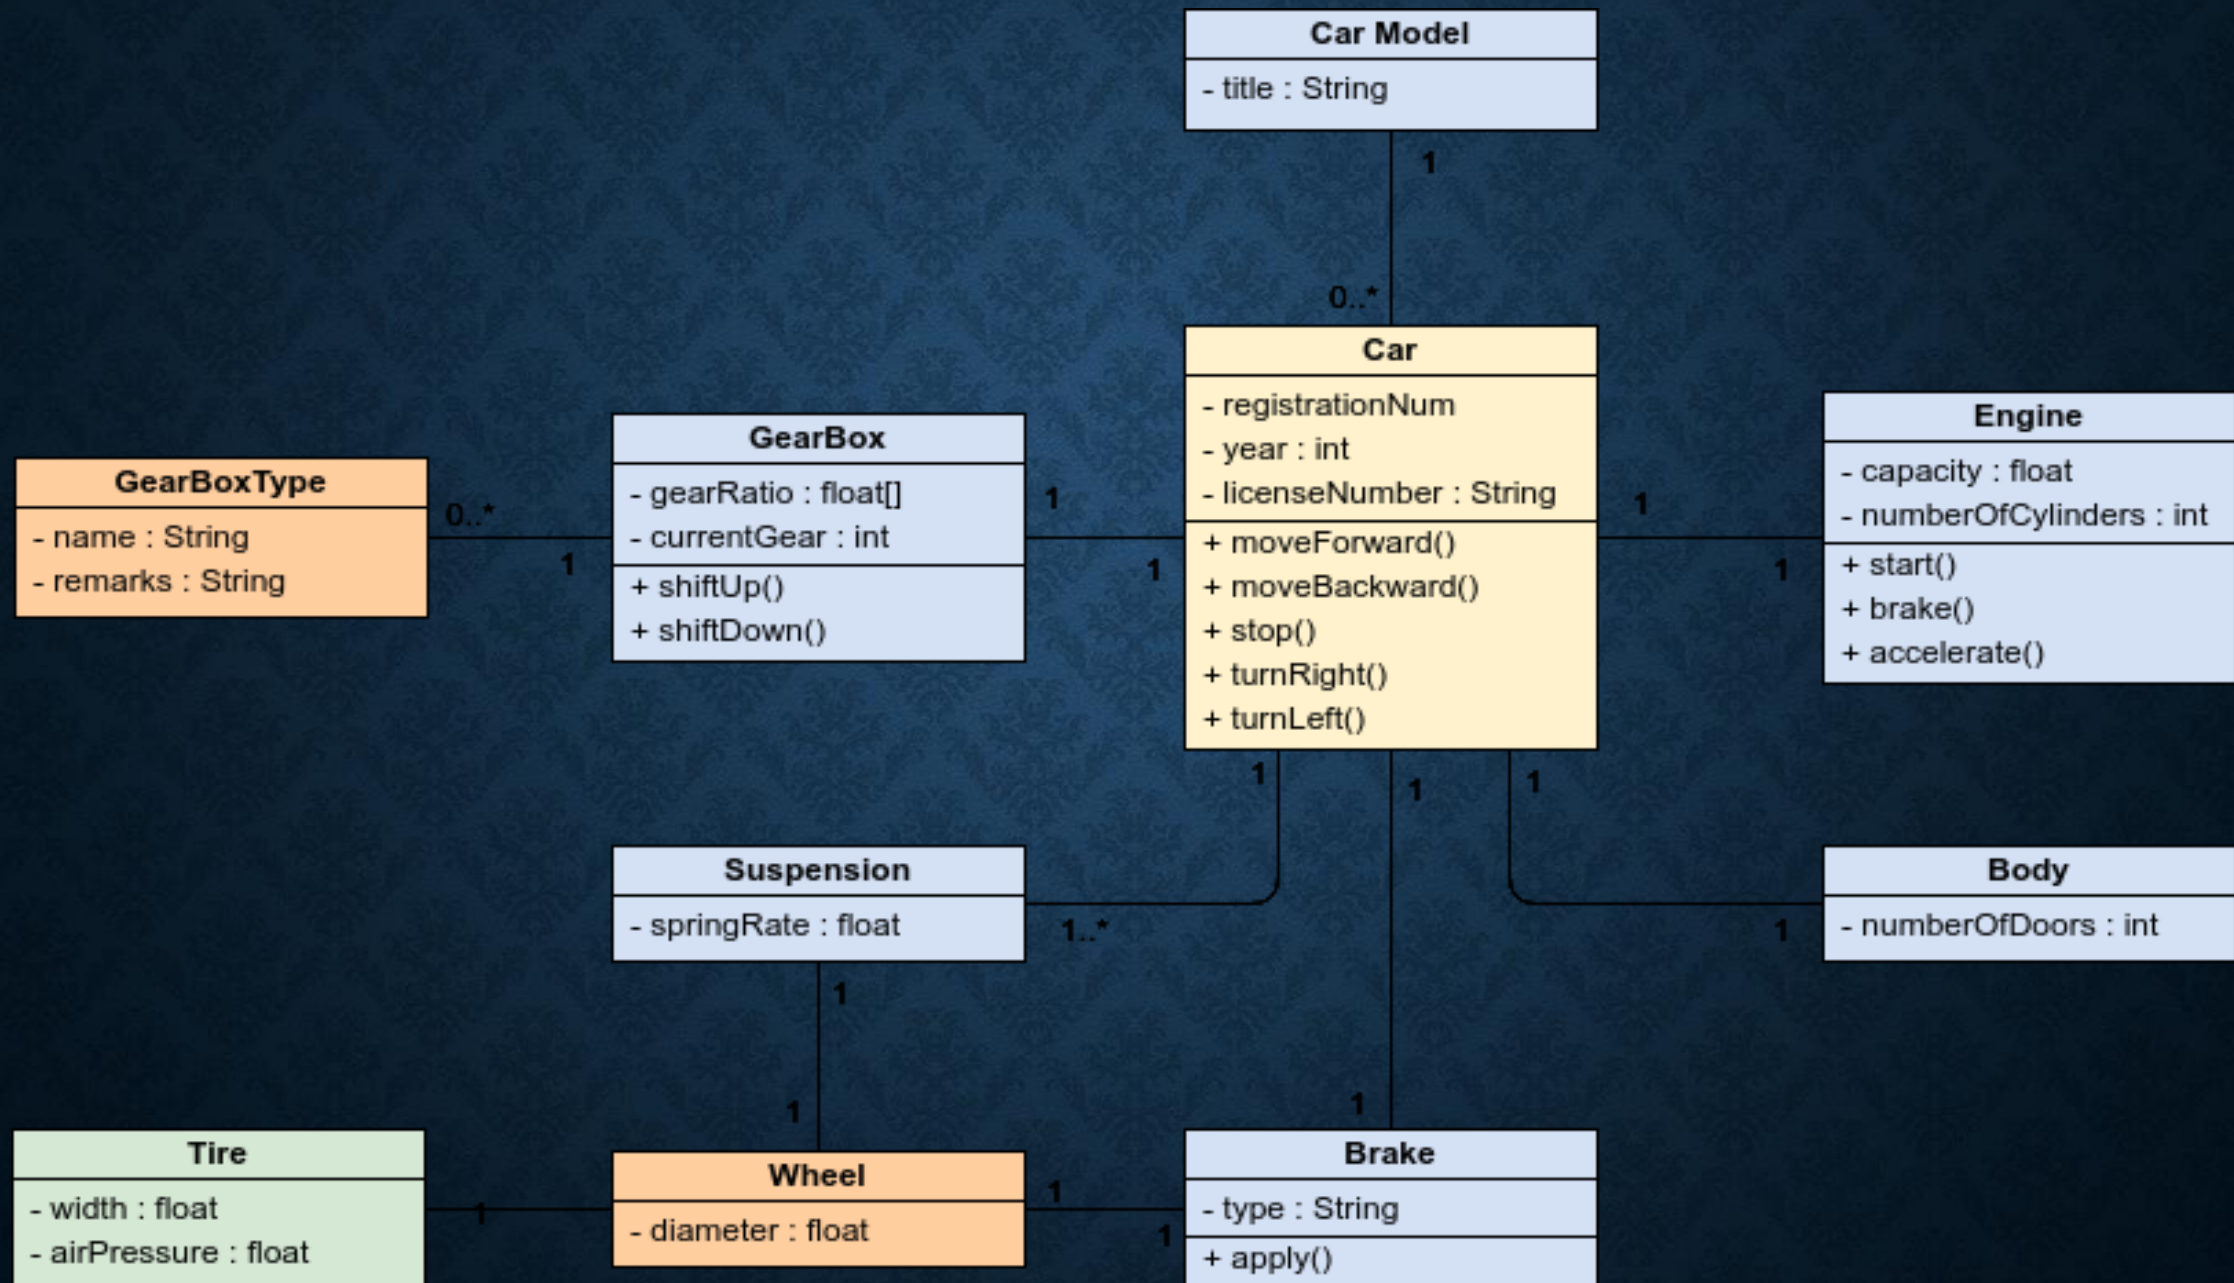 Car Model
- title : String
1
0..*
Car
- registrationNum
- year : int
- licenseNumber : String
+ moveForward()
+ moveBackward()
+ stop()
+ turnRight()
+ turnLeft()
GearBoxType
- name : String
- remarks : String
0..*
1
GearBox
- gearRatio : float[]
- currentGear : int
+ shiftUp()
+ shiftDown()
1
1
1
1
Engine
- capacity : float
- numberOfCylinders : int
+ start()
+ brake()
+ accelerate()
1
1
1
Suspension
- springRate : float
1..*
1
Body
- numberOfDoors : int
1
1
1
Tire
- width : float
- airPressure : float
1
Wheel
- diameter : float
1
1
Brake
- type : String
+ apply()